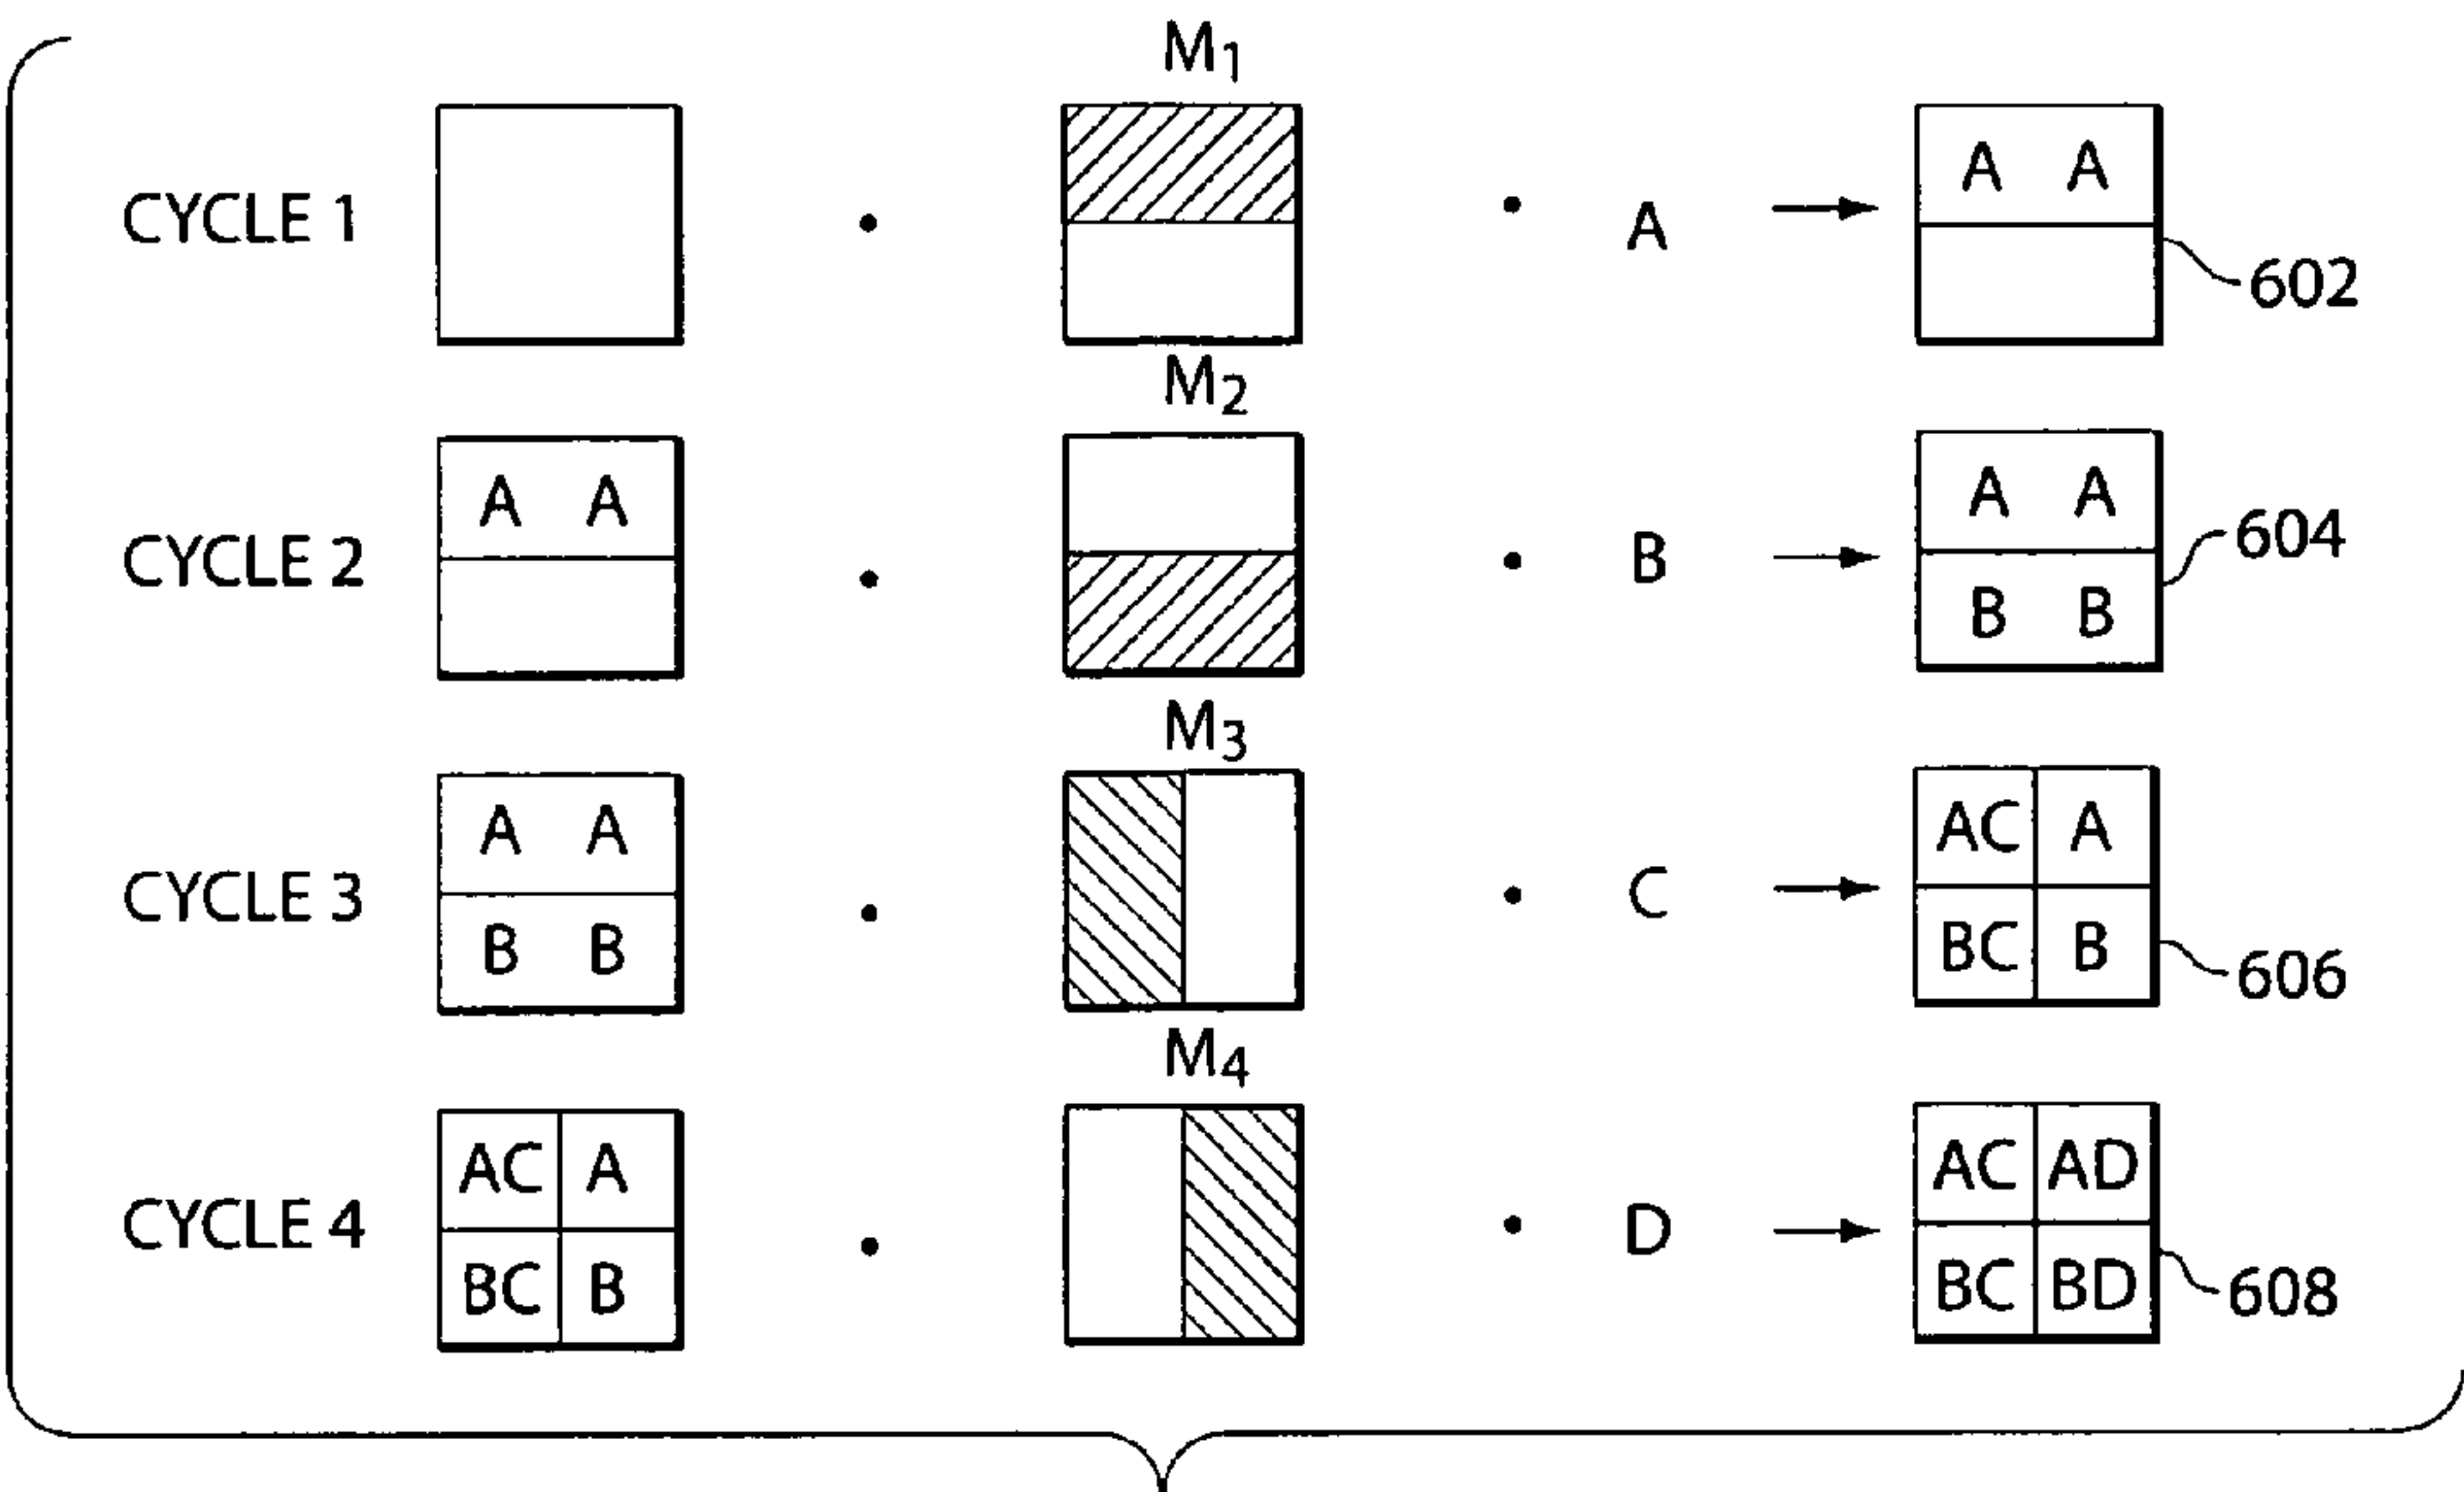 M1
CYCLE 1 • • A A A
602
M2
CYCLE 2 A A • • B A A
B B
604
M3
CYCLE 3 A A
B B • • C AC A
BC B
606
M4
CYCLE 4 AC A
BC B • • D AC AD
BC BD
608